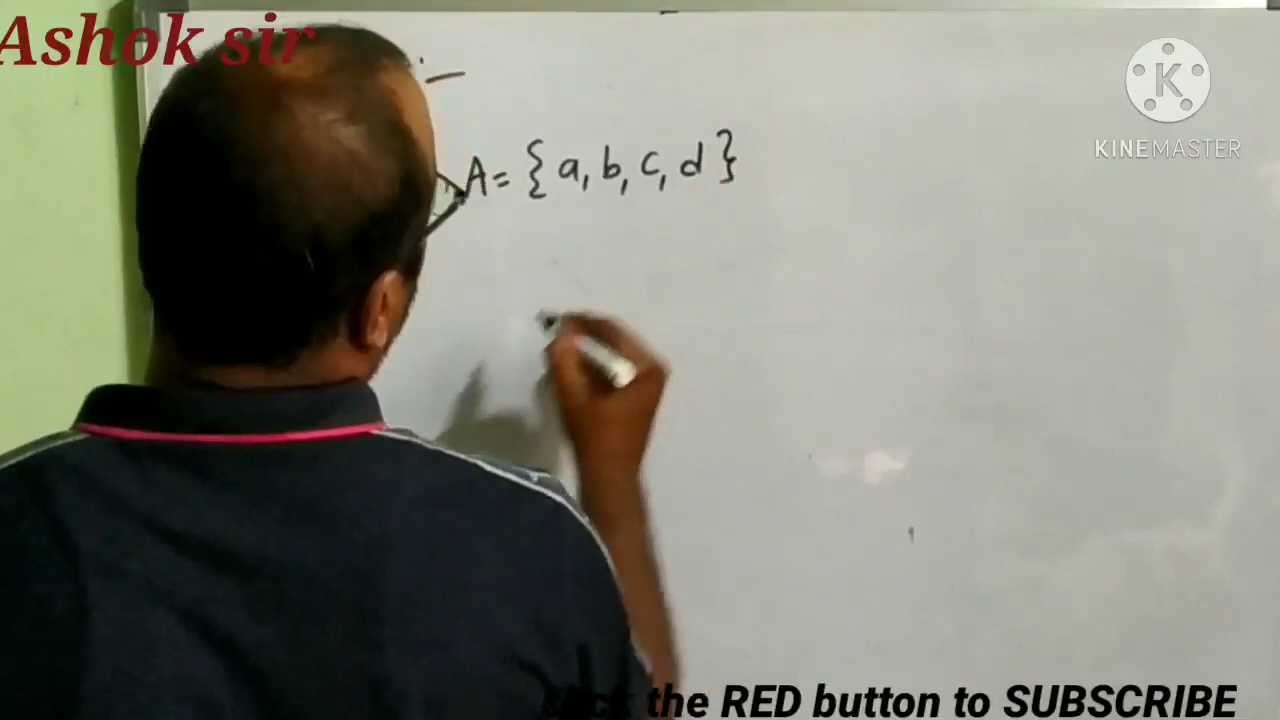 Ashok sir
KINEMASTER
A = {a, b, c, d}
the RED button to SUBSCRIBE